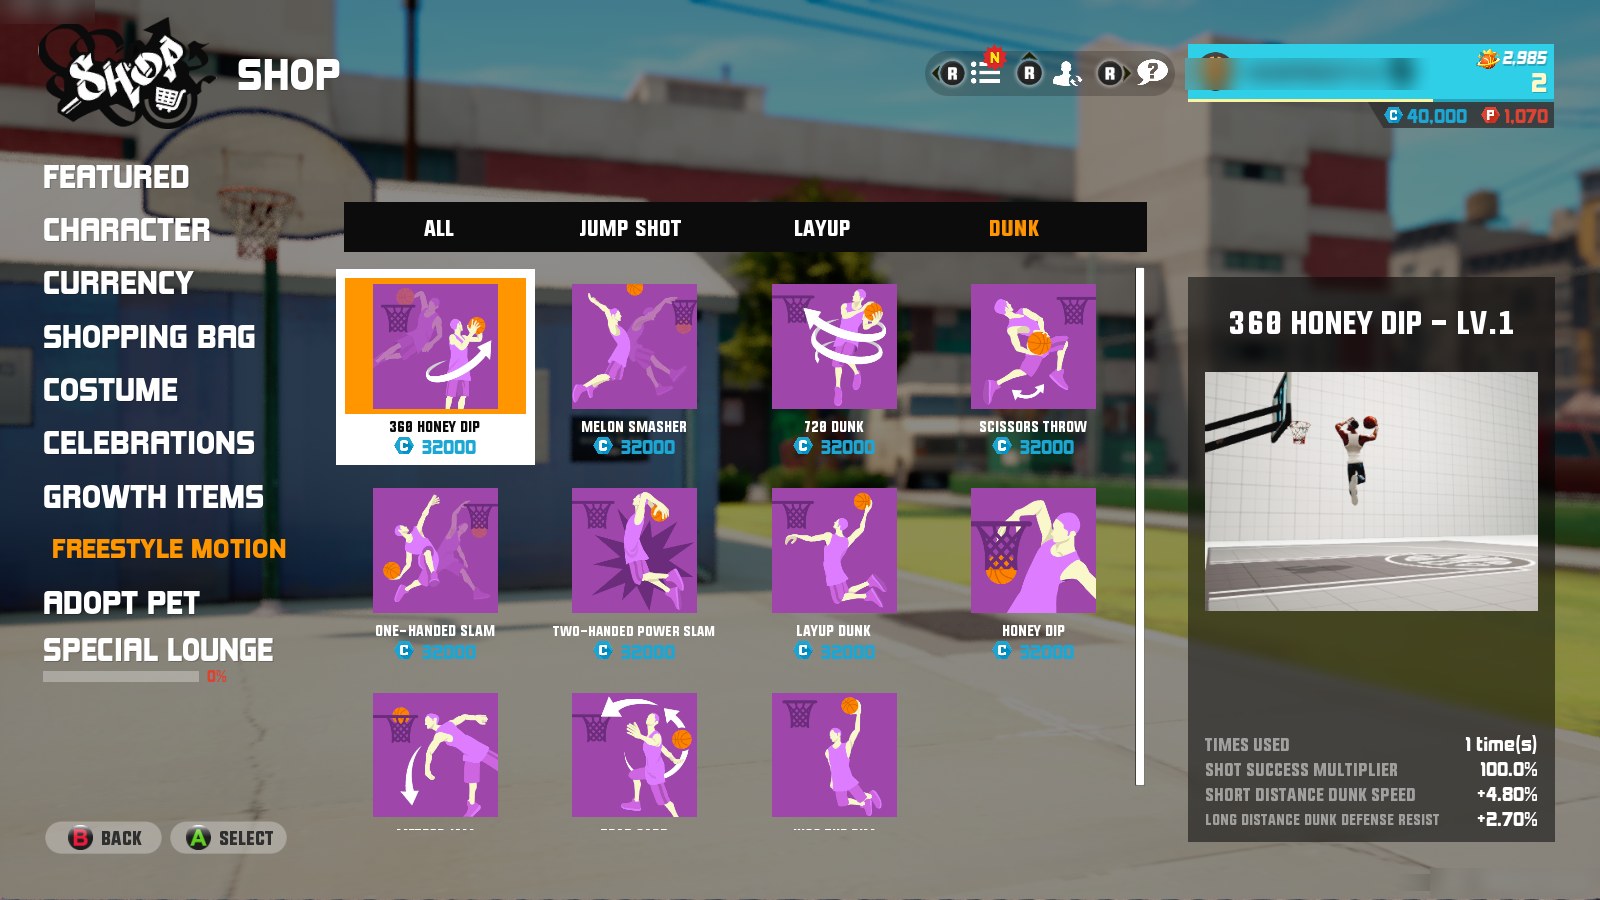 SHOP
SHOP
R
N
R
R
?
2,985
2
C 40,000 P 1,070
FEATURED
CHARACTER
CURRENCY
SHOPPING BAG
COSTUME
CELEBRATIONS
GROWTH ITEMS
FREESTYLE MOTION
ADOPT PET
SPECIAL LOUNGE
0%
ALL JUMP SHOT LAYUP DUNK
360 HONEY DIP MELON SMASHER 720 DUNK SCISSORS THROW
C 32000 C 32000 C 32000 C 32000
ONE-HANDED SLAM TWO-HANDED POWER SLAM LAYUP DUNK HONEY DIP
C 32000 C 32000 C 32000 C 32000
360 HONEY DIP - LV.1
TIMES USED 1 time(s)
SHOT SUCCESS MULTIPLIER 100.0%
SHORT DISTANCE DUNK SPEED +4.80%
LONG DISTANCE DUNK DEFENSE RESIST +2.70%
B BACK A SELECT